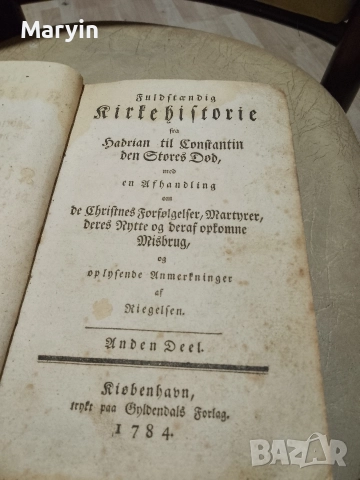 Maryin
Fuldstændig
Kirkehistorie
fra
Hadrian til Constantin
den Stores Død,
med
en Afhandling
om
de Christnes Forfølgelser, Martyrer,
deres Nytte og deraf opkomne
Misbrug,
og
oplysende Anmerkninger
af
Riegelsen.
Anden Deel.
Kiøbenhavn,
trykt paa Gyldendals Forlag.
1784.
BAZAR
bg